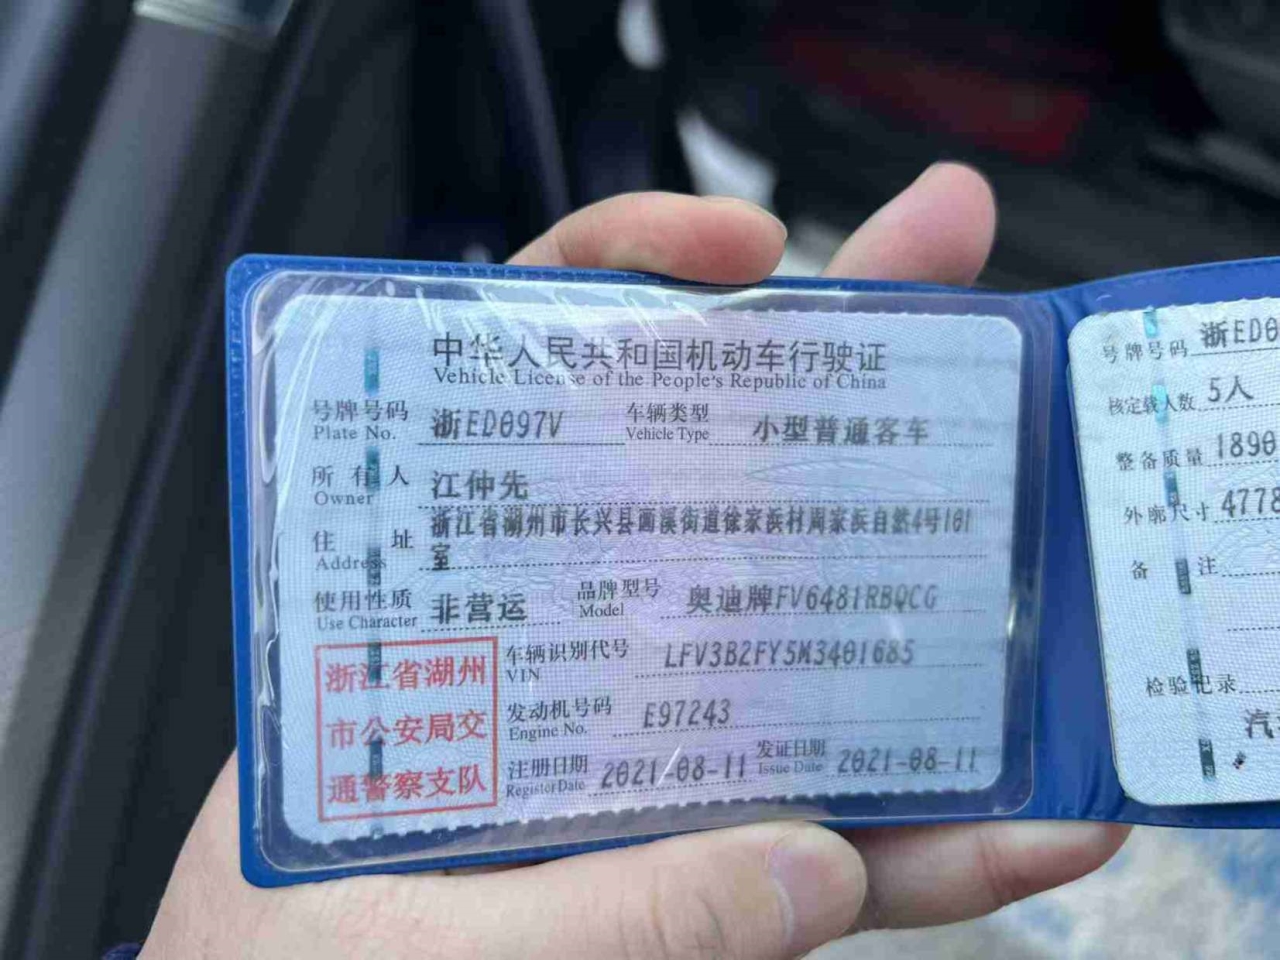 中华人民共和国机动车行驶证
Vehicle License of the People's Republic of China
号牌号码 浙ED097V 车辆类型 小型普通客车
Plate No. Vehicle Type
所有人 江仲先
Owner
住址 浙江省湖州市长兴县画溪街道徐家浜村周家浜自然4号101
室
Address
使用性质 非营运 品牌型号 奥迪牌FV6481RBQCG
Use Character Model
浙江省湖州
市公安局交
通警察支队
车辆识别代号 LFV3B2FY5M3401685
VIN
发动机号码 E97243
Engine No.
注册日期 2021-08-11 发证日期 2021-08-11
Register Date Issue Date
号牌号码 浙ED0
核定载人数 5人
整备质量 1890
外廓尺寸 4778
备注
检验记录
汽